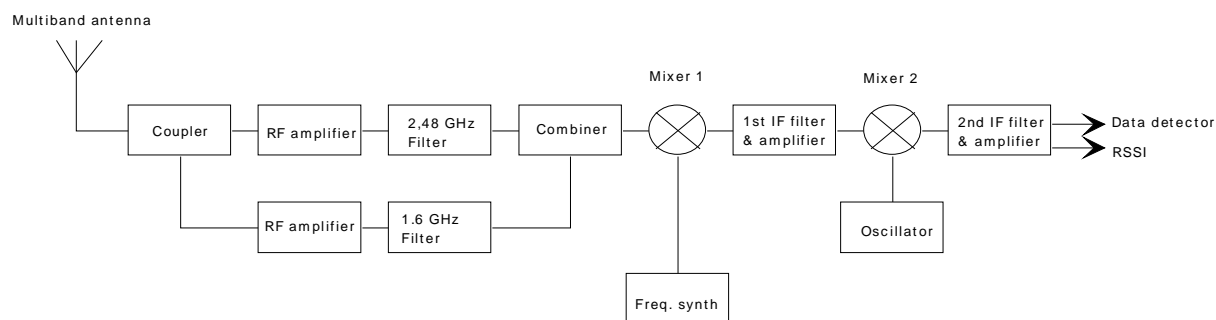 Multiband antenna
Mixer 1
Mixer 2
Coupler
RF amplifier
2,48 GHz
Filter
Combiner
1st IF filter
& amplifier
2nd IF filter
& amplifier
Data detector
RSSI
RF amplifier
1.6 GHz
Filter
Oscillator
Freq. synth